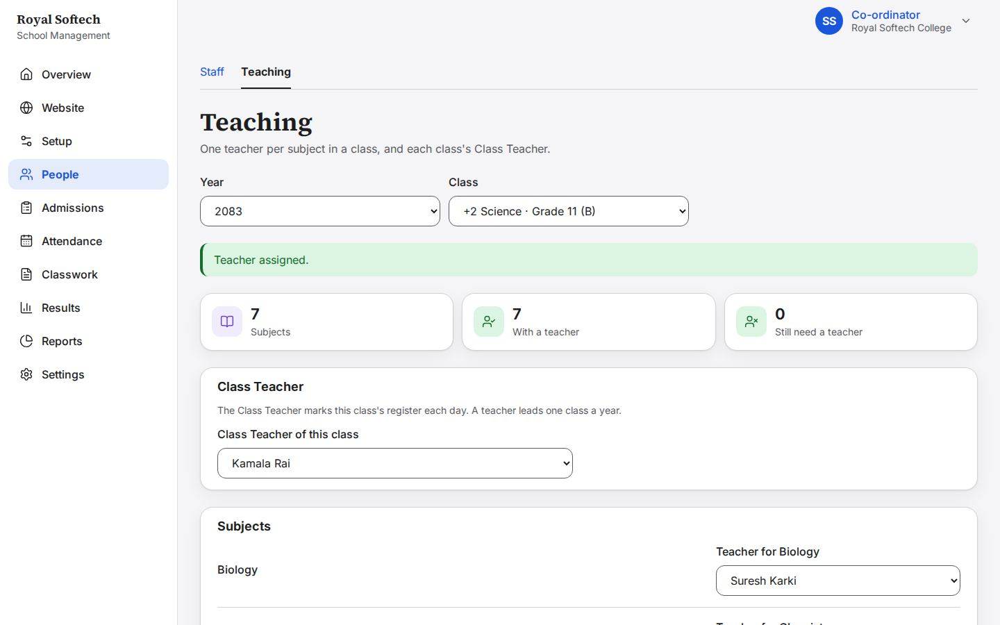 Royal Softech
School Management
Overview
Website
Setup
People
Admissions
Attendance
Classwork
Results
Reports
Settings
SS
Co-ordinator
Royal Softech College
Staff
Teaching
Teaching
One teacher per subject in a class, and each class's Class Teacher.
Year
Class
2083
+2 Science · Grade 11 (B)
Teacher assigned.
7
Subjects
7
With a teacher
0
Still need a teacher
Class Teacher
The Class Teacher marks this class's register each day. A teacher leads one class a year.
Class Teacher of this class
Kamala Rai
Subjects
Biology
Teacher for Biology
Suresh Karki